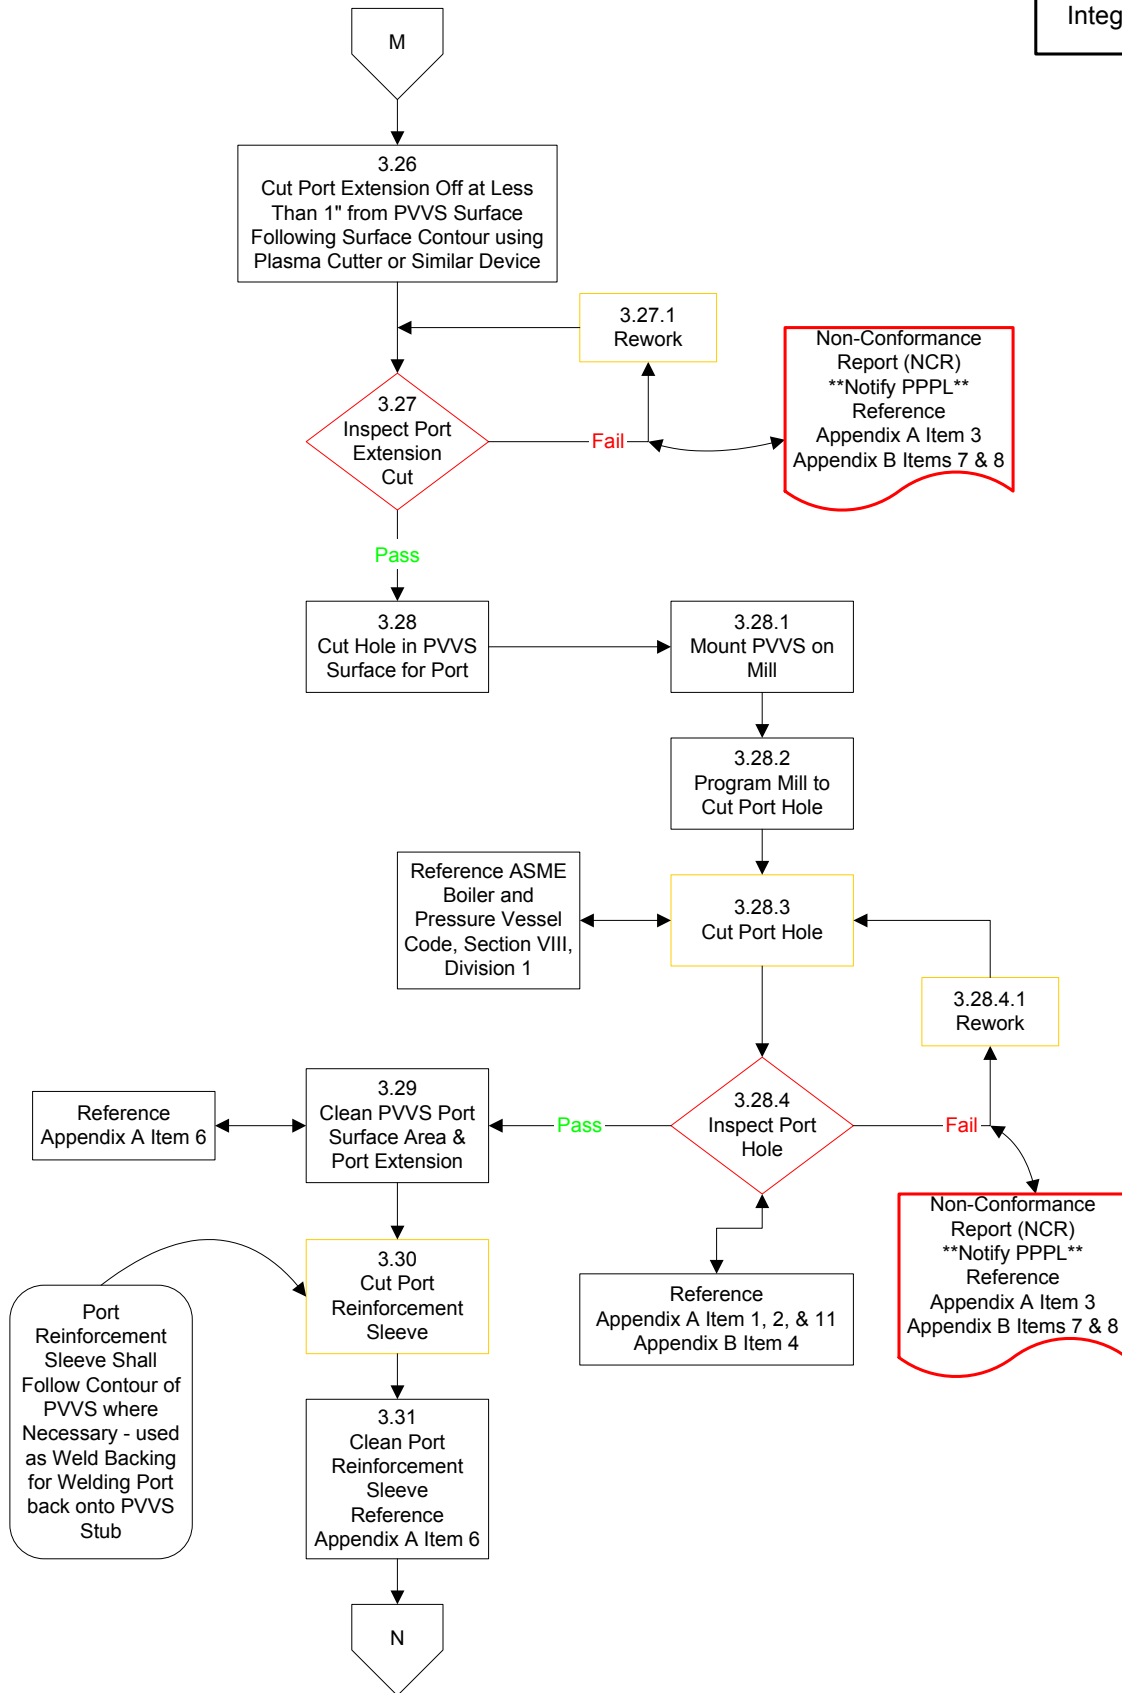 Integ
M
3.26
Cut Port Extension Off at Less
Than 1" from PVVS Surface
Following Surface Contour using
Plasma Cutter or Similar Device
3.27.1
Rework
Non-Conformance
Report (NCR)
**Notify PPPL**
Reference
Appendix A Item 3
Appendix B Items 7 & 8
3.27
Inspect Port
Extension
Cut
Fail
Pass
3.28
Cut Hole in PVVS
Surface for Port
3.28.1
Mount PVVS on
Mill
3.28.2
Program Mill to
Cut Port Hole
Reference ASME
Boiler and
Pressure Vessel
Code, Section VIII,
Division 1
3.28.3
Cut Port Hole
3.28.4.1
Rework
3.28.4
Inspect Port
Hole
Fail
Pass
3.29
Clean PVVS Port
Surface Area &
Port Extension
Reference
Appendix A Item 6
Non-Conformance
Report (NCR)
**Notify PPPL**
Reference
Appendix A Item 3
Appendix B Items 7 & 8
Reference
Appendix A Item 1, 2, & 11
Appendix B Item 4
3.30
Cut Port
Reinforcement
Sleeve
Port
Reinforcement
Sleeve Shall
Follow Contour of
PVVS where
Necessary - used
as Weld Backing
for Welding Port
back onto PVVS
Stub
3.31
Clean Port
Reinforcement
Sleeve
Reference
Appendix A Item 6
N